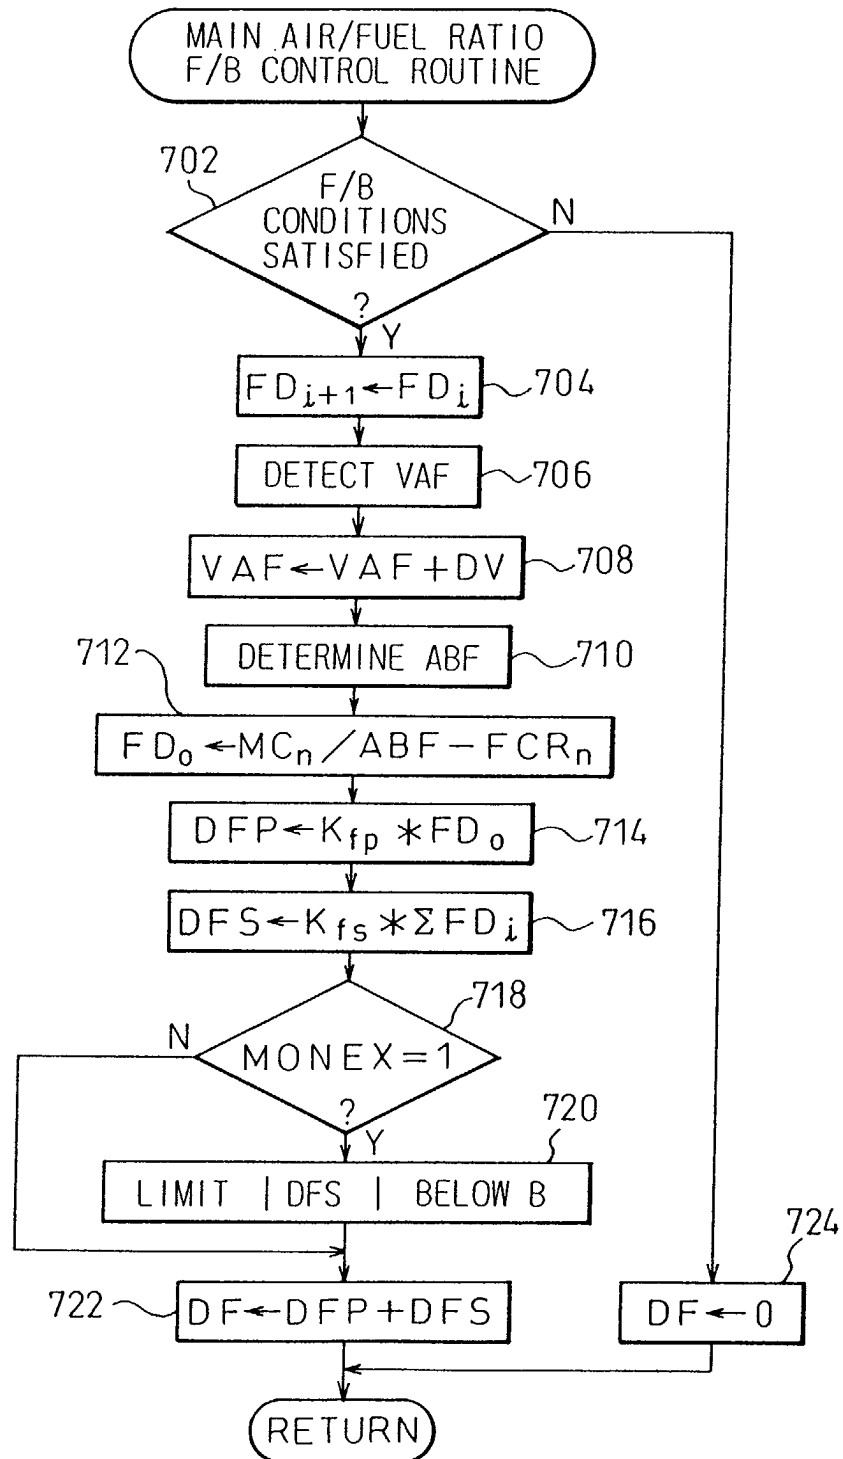 MAIN AIR/FUEL RATIO
F/B CONTROL ROUTINE
702
F/B
CONDITIONS
SATISFIED
?
N
Y
FDi+1←FDi
704
DETECT VAF
706
VAF←VAF+DV
708
712
DETERMINE ABF
710
FDo←MCn/ABF−FCRn
DFP←Kfp*FDo
714
DFS←Kfs*ΣFDi
716
718
N
MONEX=1
?
Y
720
LIMIT |DFS| BELOW B
724
722
DF←DFP+DFS
DF←0
RETURN